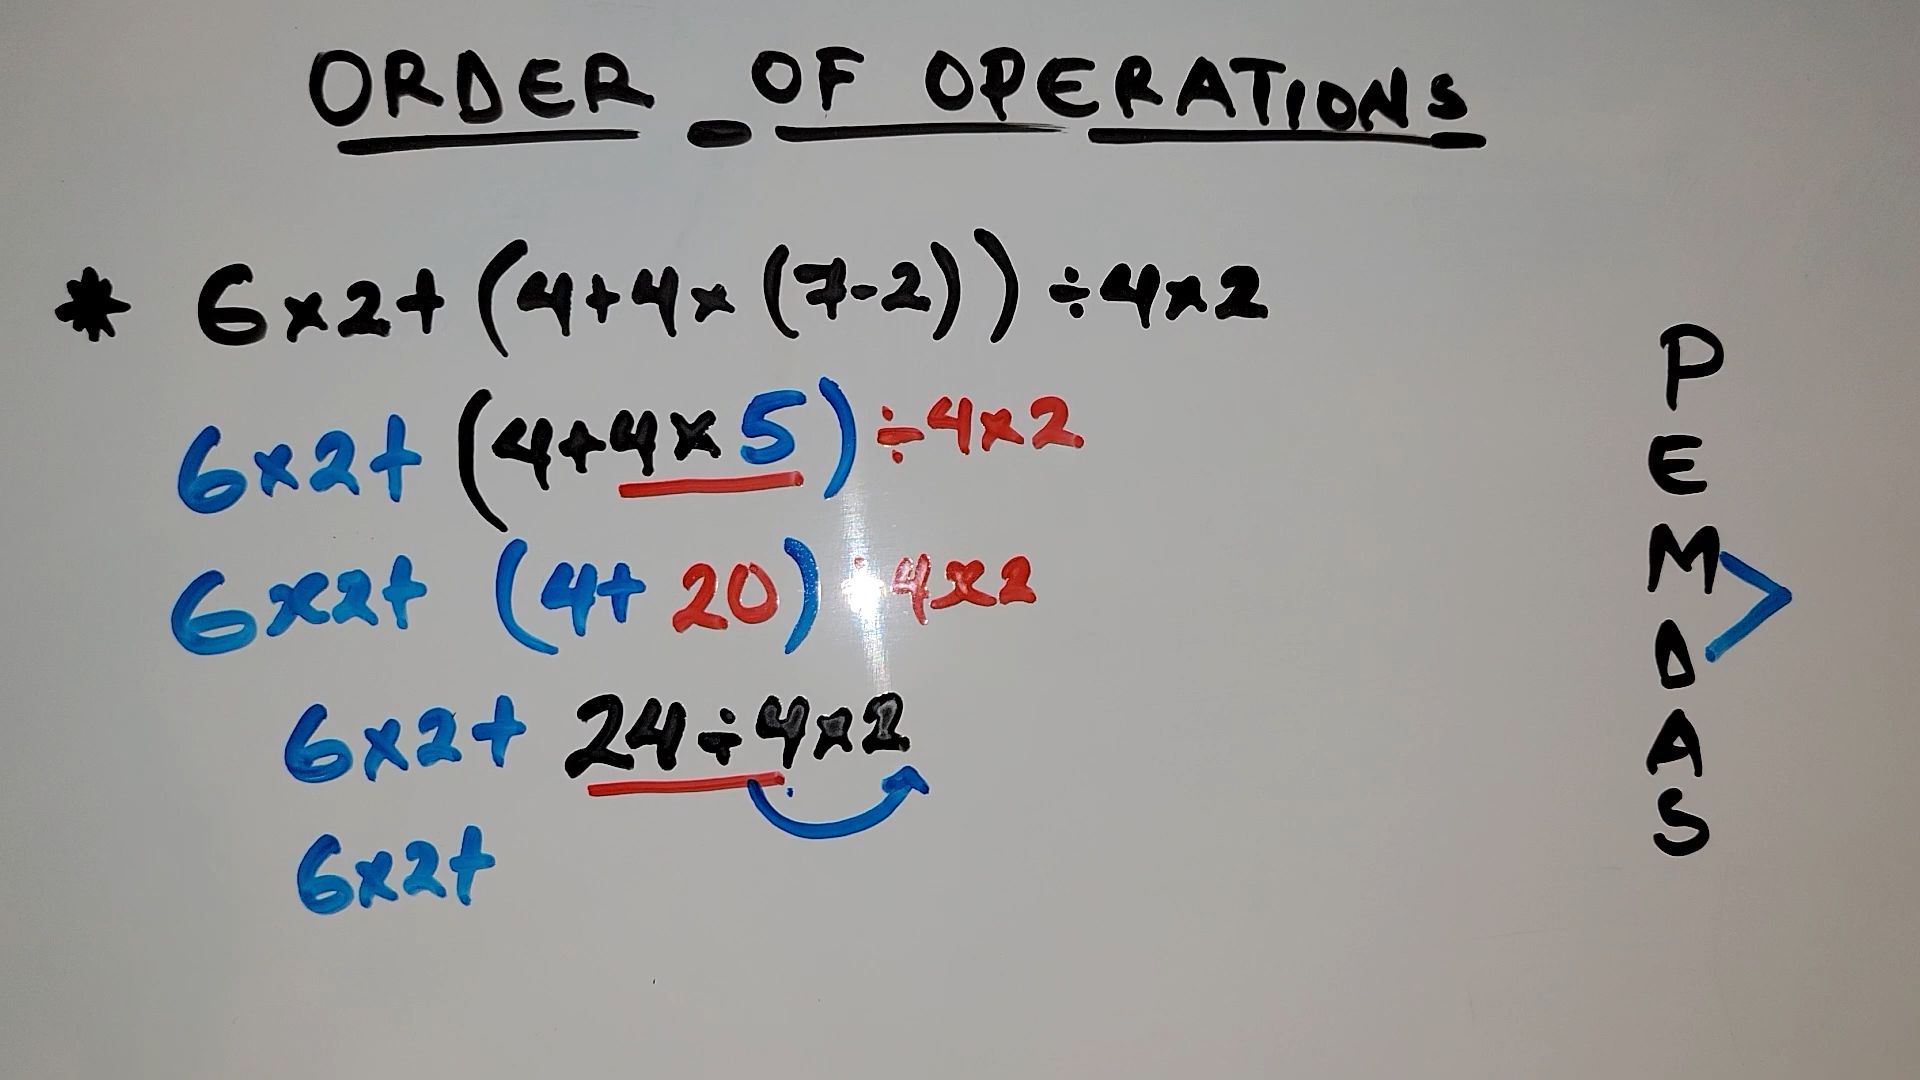 ORDER OF OPERATIONS
* 6×2+(4+4×(7-2))÷4×2
6×2+(4+4×5)÷4×2
6×2+(4+20)÷4×2
6×2+24÷4×2
6×2+
P
E
M
D
A
S